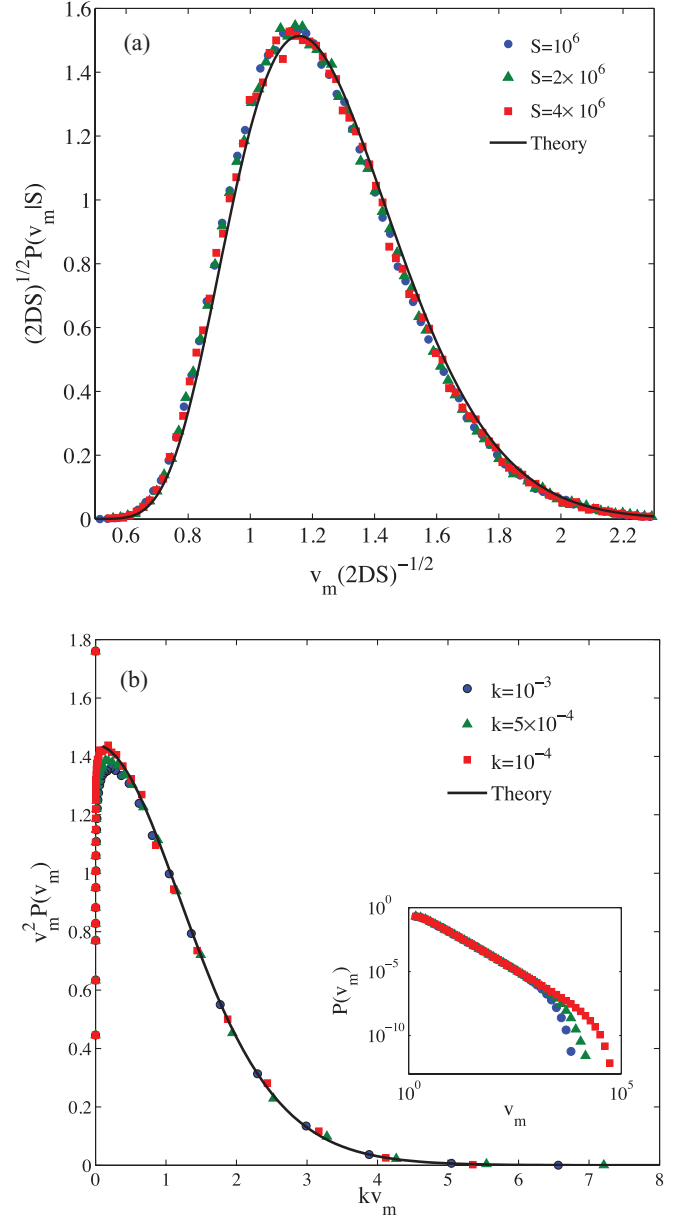 (a)
S=10^6
S=2×10^6
S=4×10^6
Theory
(2DS)^{1/2}P(v_m|S)
1.6
1.4
1.2
1
0.8
0.6
0.4
0.2
0
0.6 0.8 1 1.2 1.4 1.6 1.8 2 2.2
v_m(2DS)^{-1/2}
(b)
k=10^{-3}
k=5×10^{-4}
k=10^{-4}
Theory
v_m^2P(v_m)
1.8
1.6
1.4
1.2
1
0.8
0.6
0.4
0.2
0
P(v_m)
10^0
10^{-5}
10^{-10}
10^0 10^5
v_m
0 1 2 3 4 5 6 7 8
kv_m